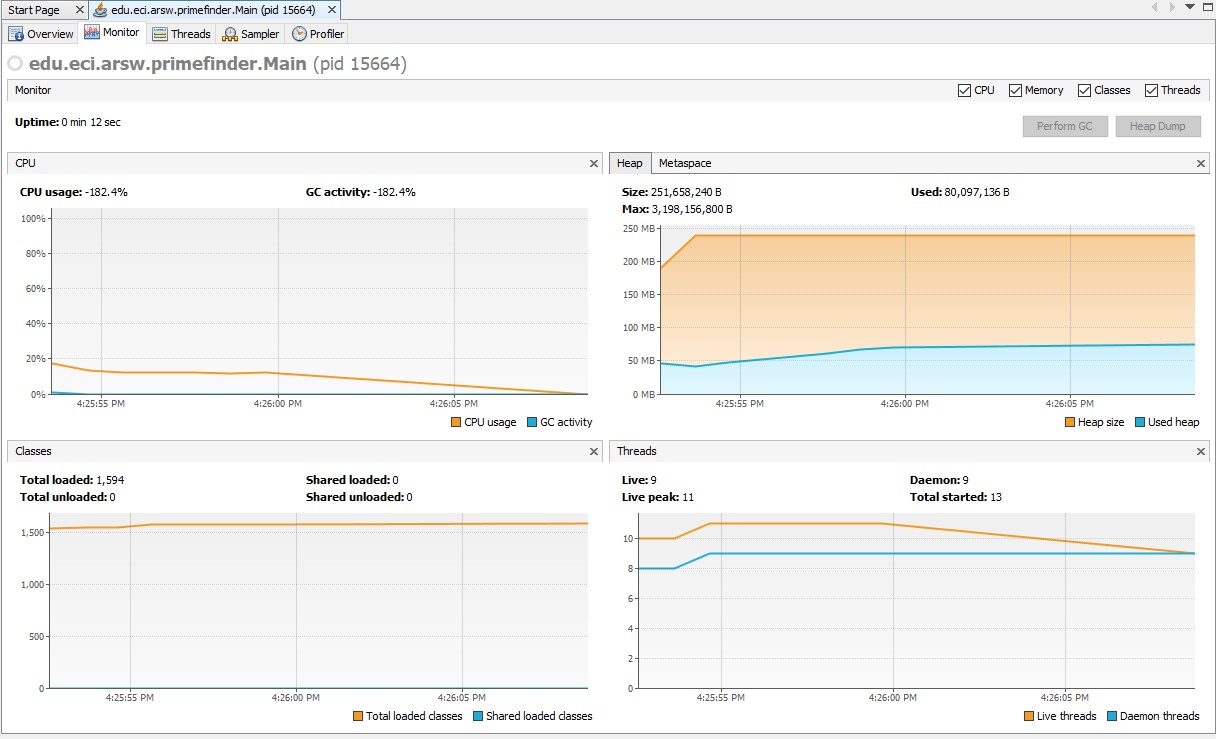 Start Page
edu.eci.arsw.primefinder.Main (pid 15664)
Overview Monitor Threads Sampler Profiler
edu.eci.arsw.primefinder.Main (pid 15664)
Monitor CPU Memory Classes Threads
Uptime: 0 min 12 sec
Perform GC Heap Dump
CPU
CPU usage: -182.4% GC activity: -182.4%
100%
80%
60%
40%
20%
0%
4:25:55 PM 4:26:00 PM 4:26:05 PM
CPU usage GC activity
Heap Metaspace
Size: 251,658,240 B Used: 80,097,136 B
Max: 3,198,156,800 B
250 MB
200 MB
150 MB
100 MB
50 MB
0 MB
4:25:55 PM 4:26:00 PM 4:26:05 PM
Heap size Used heap
Classes
Total loaded: 1,594 Shared loaded: 0
Total unloaded: 0 Shared unloaded: 0
1,500
1,000
500
0
4:25:55 PM 4:26:00 PM 4:26:05 PM
Total loaded classes Shared loaded classes
Threads
Live: 9 Daemon: 9
Live peak: 11 Total started: 13
10
8
6
4
2
0
4:25:55 PM 4:26:00 PM 4:26:05 PM
Live threads Daemon threads